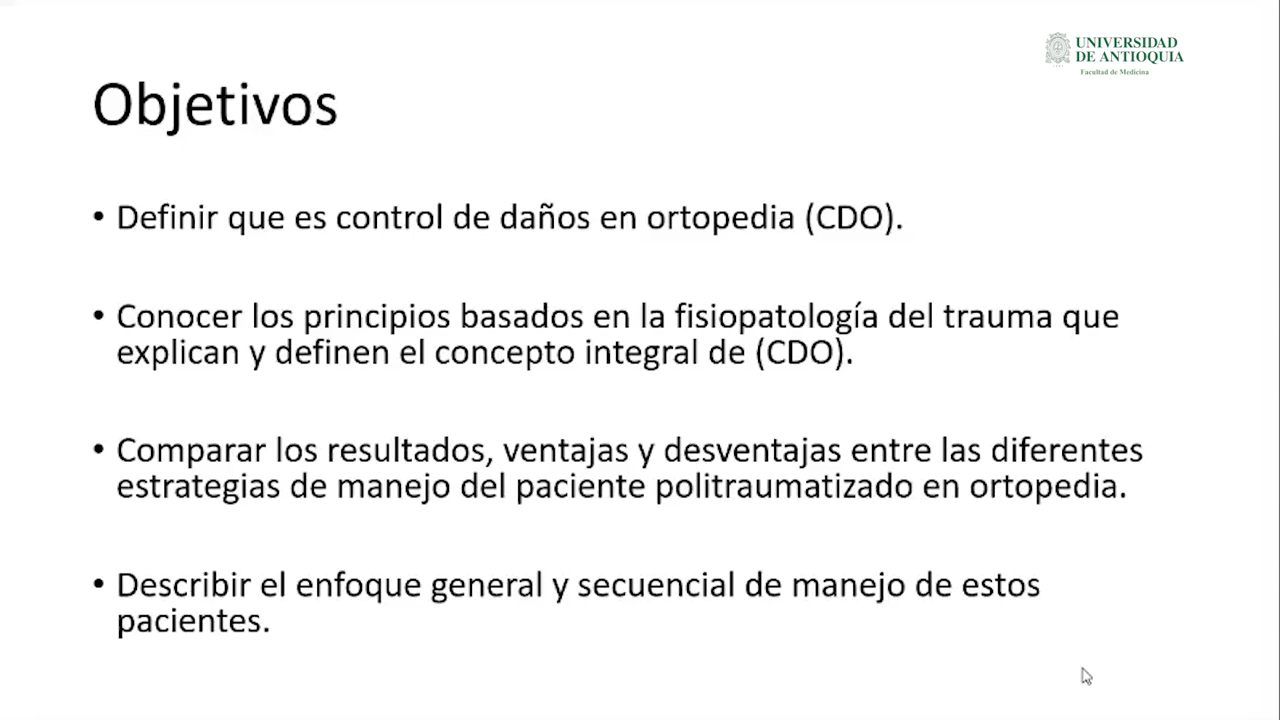 UNIVERSIDAD
DE ANTIOQUIA
Facultad de Medicina
Objetivos
• Definir que es control de daños en ortopedia (CDO).
• Conocer los principios basados en la fisiopatología del trauma que
explican y definen el concepto integral de (CDO).
• Comparar los resultados, ventajas y desventajas entre las diferentes
estrategias de manejo del paciente politraumatizado en ortopedia.
• Describir el enfoque general y secuencial de manejo de estos
pacientes.